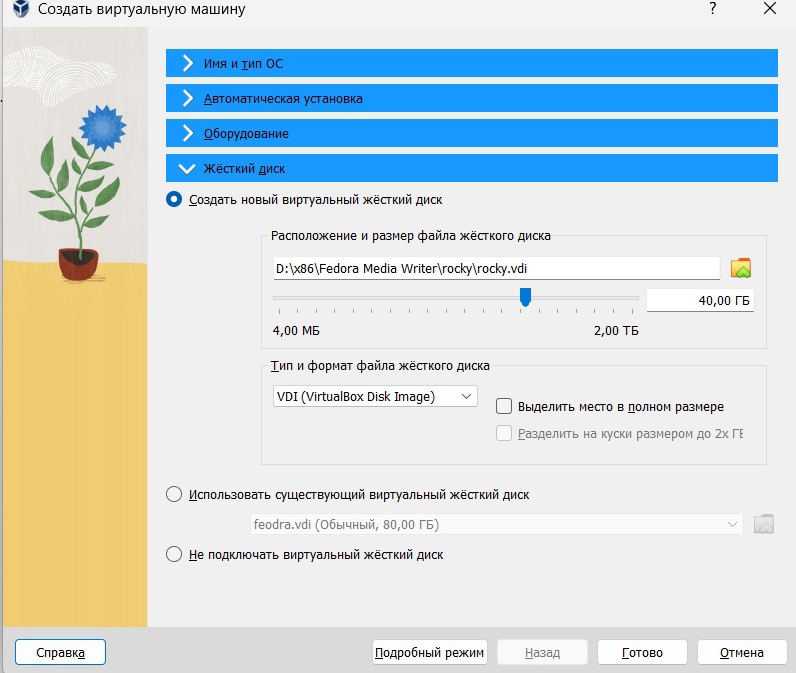 Создать виртуальную машину ?
Имя и тип ОС
Автоматическая установка
Оборудование
Жёсткий диск
Создать новый виртуальный жёсткий диск
Расположение и размер файла жёсткого диска
D:\x86\Fedora Media Writer\rocky\rocky.vdi
40,00 ГБ
4,00 МБ 2,00 ТБ
Тип и формат файла жёсткого диска
VDI (VirtualBox Disk Image)
Выделить место в полном размере
Разделить на куски размером до 2х ГБ
Использовать существующий виртуальный жёсткий диск
feodra.vdi (Обычный, 80,00 ГБ)
Не подключать виртуальный жёсткий диск
Справка Подробный режим Назад Готово Отмена